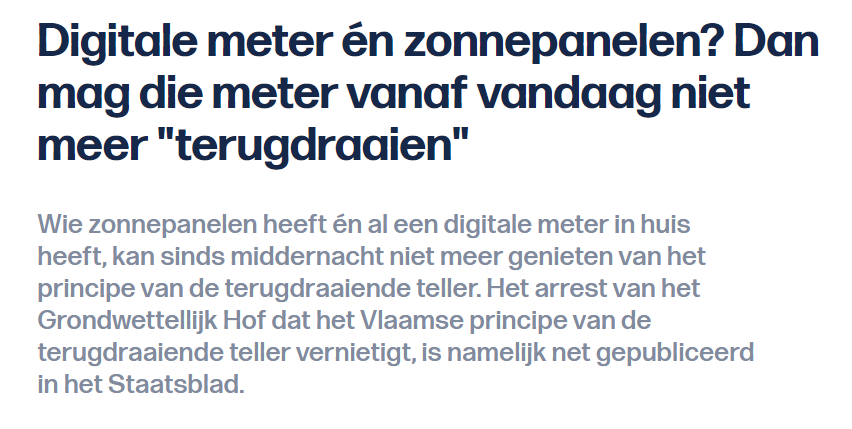 Digitale meter én zonnepanelen? Dan
mag die meter vanaf vandaag niet
meer "terugdraaien"
Wie zonnepanelen heeft én al een digitale meter in huis
heeft, kan sinds middernacht niet meer genieten van het
principe van de terugdraaiende teller. Het arrest van het
Grondwettelijk Hof dat het Vlaamse principe van de
terugdraaiende teller vernietigt, is namelijk net gepubliceerd
in het Staatsblad.